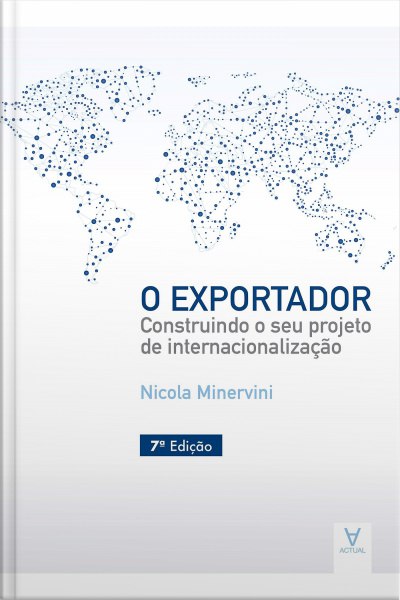 O EXPORTADOR
Construindo o seu projeto
de internacionalização
Nicola Minervini
7ª Edição
ACTUAL